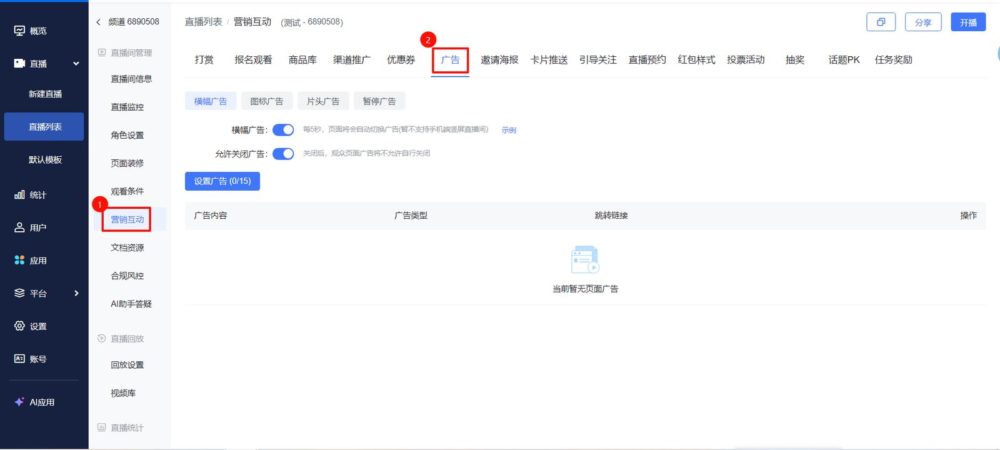 概览
直播
新建直播
直播列表
默认模板
统计
用户
应用
平台
设置
账号
AI应用
频道 6890508
直播间管理
直播间信息
直播监控
角色设置
页面装修
观看条件
1
营销互动
文档资源
合规风控
AI助手答疑
直播回放
回放设置
视频库
直播统计
直播列表 / 营销互动 (测试 - 6890508)
分享
开播
2
打赏 报名观看 商品库 渠道推广 优惠券 广告 邀请海报 卡片推送 引导关注 直播预约 红包样式 投票活动 抽奖 话题PK 任务奖励
横幅广告 图标广告 片头广告 暂停广告
横幅广告: 每5秒，页面将会自动切换广告(暂不支持手机端竖屏直播间) 示例
允许关闭广告: 关闭后，观众页面广告将不允许自行关闭
设置广告 (0/15)
广告内容 广告类型 跳转链接 操作
当前暂无页面广告